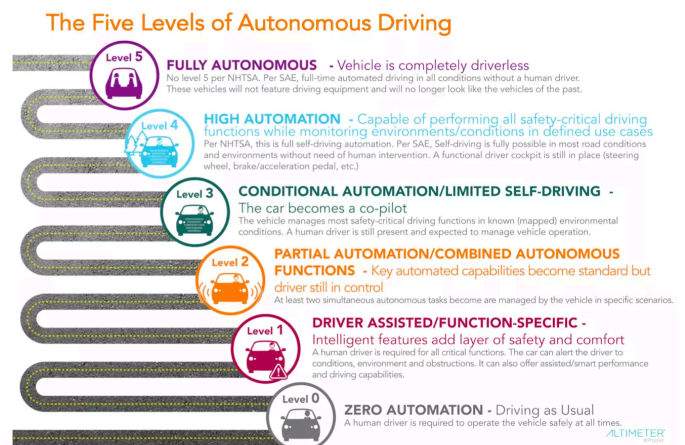 The Five Levels of Autonomous Driving
Level 5
FULLY AUTONOMOUS - Vehicle is completely driverless
No level 5 per NHTSA. Per SAE, full-time automated driving in all conditions without a human driver.
These vehicles will not feature driving equipment and will no longer look like the vehicles of the past.
Level 4
HIGH AUTOMATION - Capable of performing all safety-critical driving
functions while monitoring environments/conditions in defined use cases
Per NHTSA, this is full self-driving automation. Per SAE, Self-driving is fully possible in most road conditions
and environments without need of human intervention. A functional driver cockpit is still in place (steering
wheel, brake/acceleration pedal, etc.)
Level 3
CONDITIONAL AUTOMATION/LIMITED SELF-DRIVING -
The car becomes a co-pilot
The vehicle manages most safety-critical driving functions in known (mapped) environmental
conditions. A human driver is still present and expected to manage vehicle operation.
Level 2
PARTIAL AUTOMATION/COMBINED AUTONOMOUS
FUNCTIONS - Key automated capabilities become standard but
driver still in control
At least two simultaneous autonomous tasks become are managed by the vehicle in specific scenarios.
Level 1
DRIVER ASSISTED/FUNCTION-SPECIFIC -
Intelligent features add layer of safety and comfort
A human driver is required for all critical functions. The car can alert the driver to
conditions, environment and obstructions. It can also offer assisted/smart performance
and driving capabilities.
Level 0
ZERO AUTOMATION - Driving as Usual
A human driver is required to operate the vehicle safely at all times.
ALTIMETER